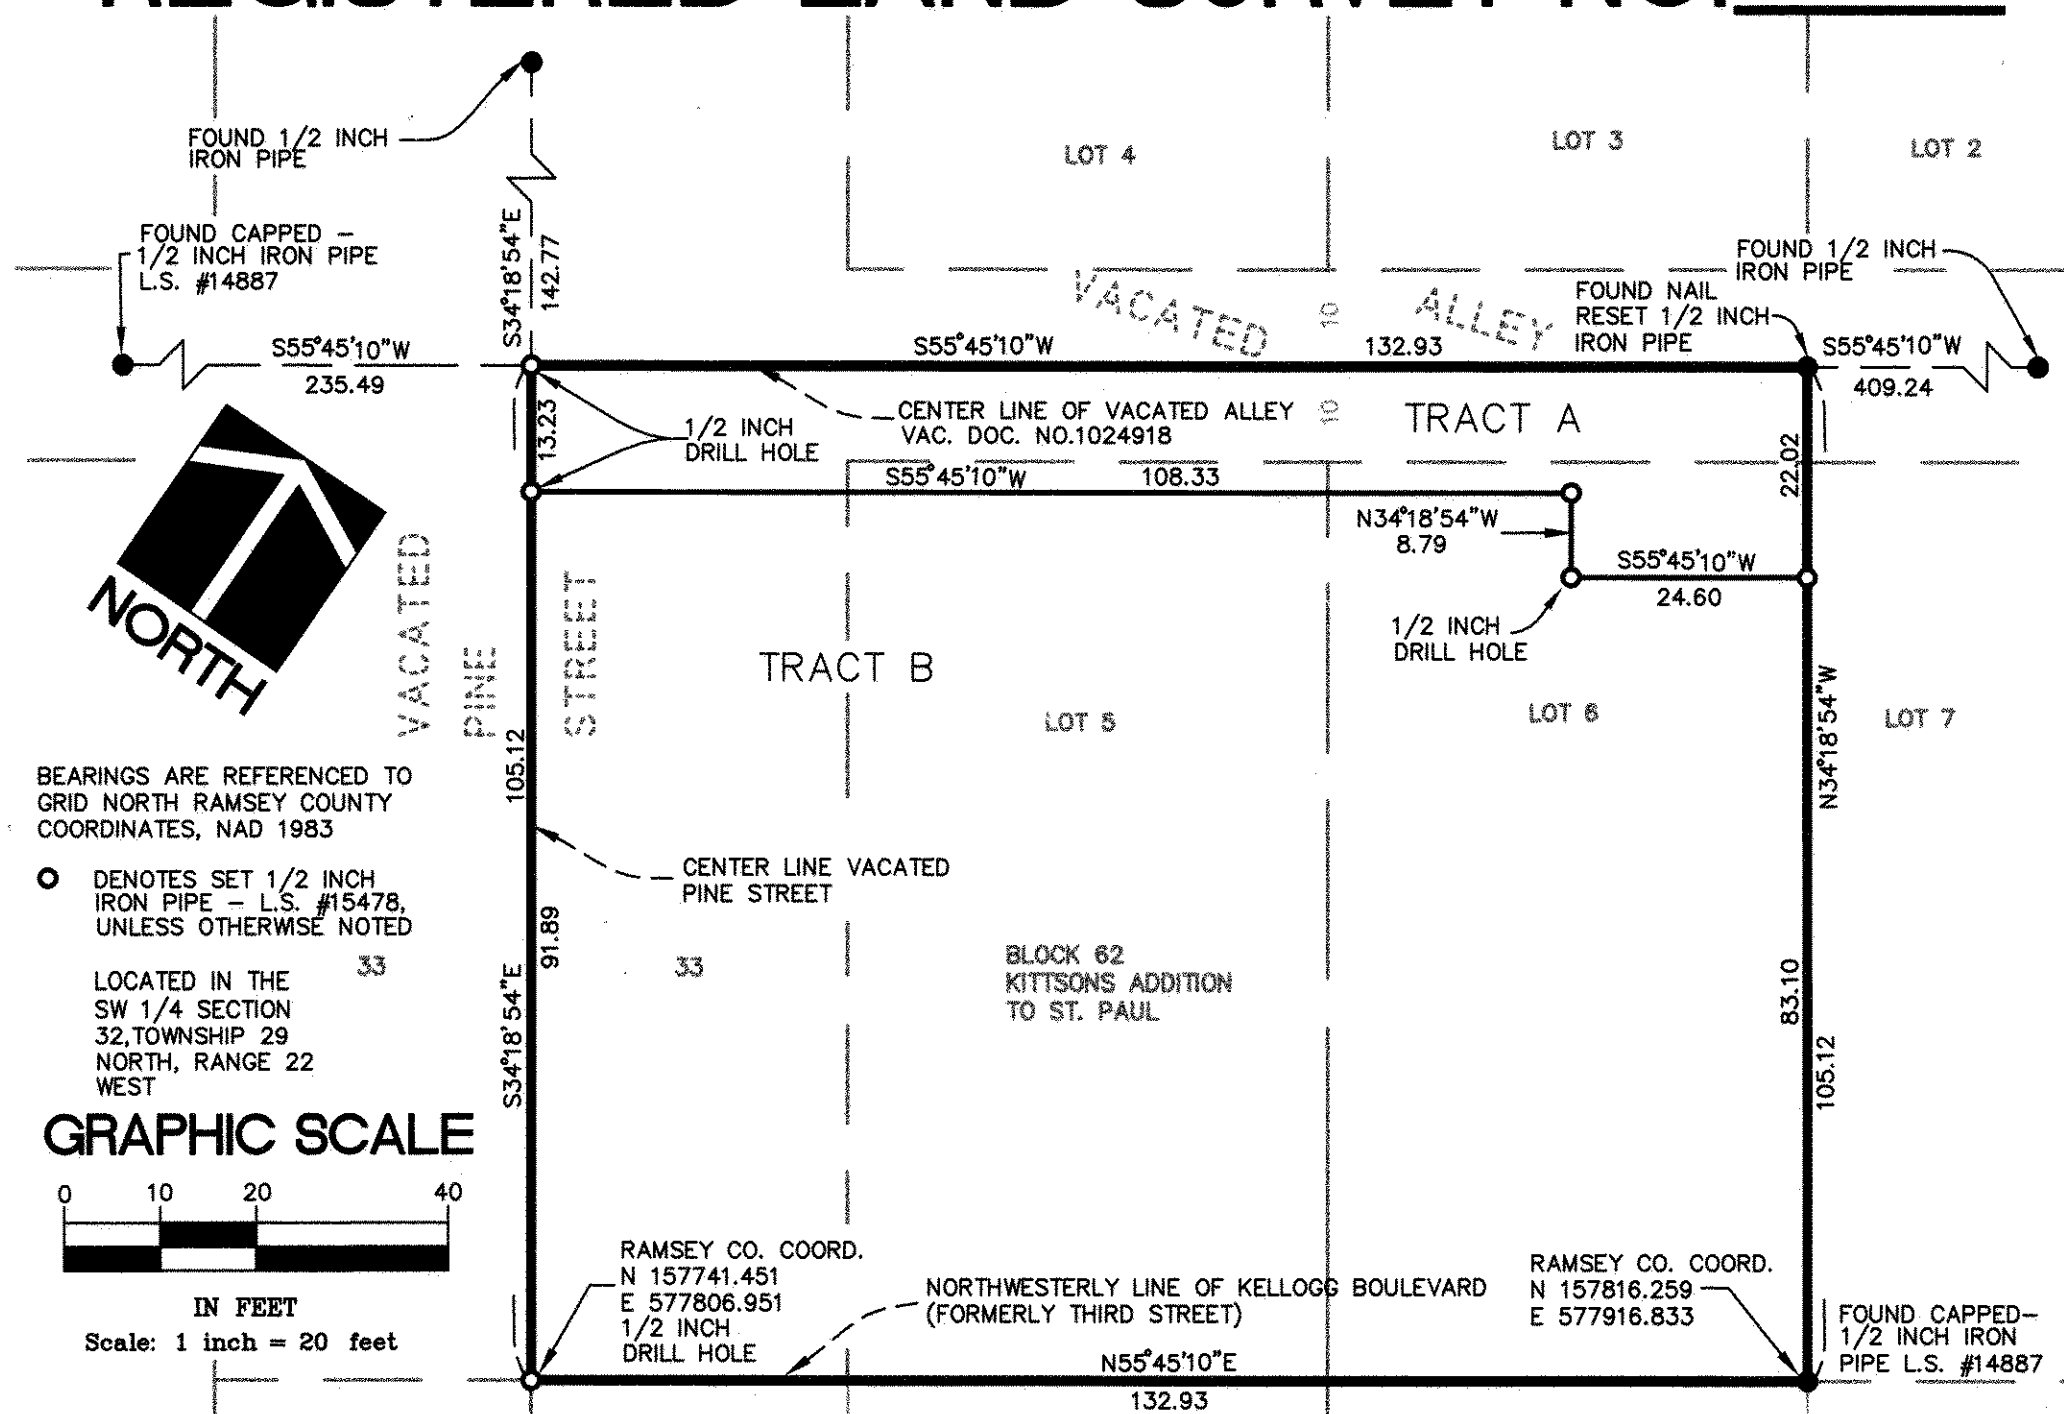 REGISTERED LAND SURVEY NO.
FOUND 1/2 INCH
IRON PIPE
LOT 4
LOT 3
LOT 2
FOUND CAPPED –
1/2 INCH IRON PIPE
L.S. #14887
S34°18'54"E
142.77
VACATED
10
ALLEY
FOUND 1/2 INCH
IRON PIPE
FOUND NAIL
RESET 1/2 INCH
IRON PIPE
S55°45'10"W
235.49
S55°45'10"W
132.93
S55°45'10"W
409.24
13.23
1/2 INCH
DRILL HOLE
CENTER LINE OF VACATED ALLEY
VAC. DOC. NO.1024918
10
TRACT A
22.02
S55°45'10"W
108.33
N34°18'54"W
8.79
S55°45'10"W
24.60
1/2 INCH
DRILL HOLE
NORTH
VACATED
PINE
STREET
TRACT B
LOT 5
LOT 6
LOT 7
N34°18'54"W
105.12
BEARINGS ARE REFERENCED TO
GRID NORTH RAMSEY COUNTY
COORDINATES, NAD 1983
DENOTES SET 1/2 INCH
IRON PIPE – L.S. #15478,
UNLESS OTHERWISE NOTED
CENTER LINE VACATED
PINE STREET
91.89
33
33
S34°18'54"E
BLOCK 62
KITTSONS ADDITION
TO ST. PAUL
83.10
105.12
LOCATED IN THE
SW 1/4 SECTION
32,TOWNSHIP 29
NORTH, RANGE 22
WEST
GRAPHIC SCALE
0 10 20 40
IN FEET
Scale: 1 inch = 20 feet
RAMSEY CO. COORD.
N 157741.451
E 577806.951
1/2 INCH
DRILL HOLE
NORTHWESTERLY LINE OF KELLOGG BOULEVARD
(FORMERLY THIRD STREET)
N55°45'10"E
132.93
RAMSEY CO. COORD.
N 157816.259
E 577916.833
FOUND CAPPED–
1/2 INCH IRON
PIPE L.S. #14887